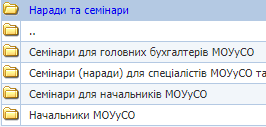 Наради та семінари
..
Семінари для головних бухгалтерів МОУуСО
Семінари (наради) для спеціалістів МОУуСО та
Семінари для начальників МОУуСО
Начальники МОУуСО